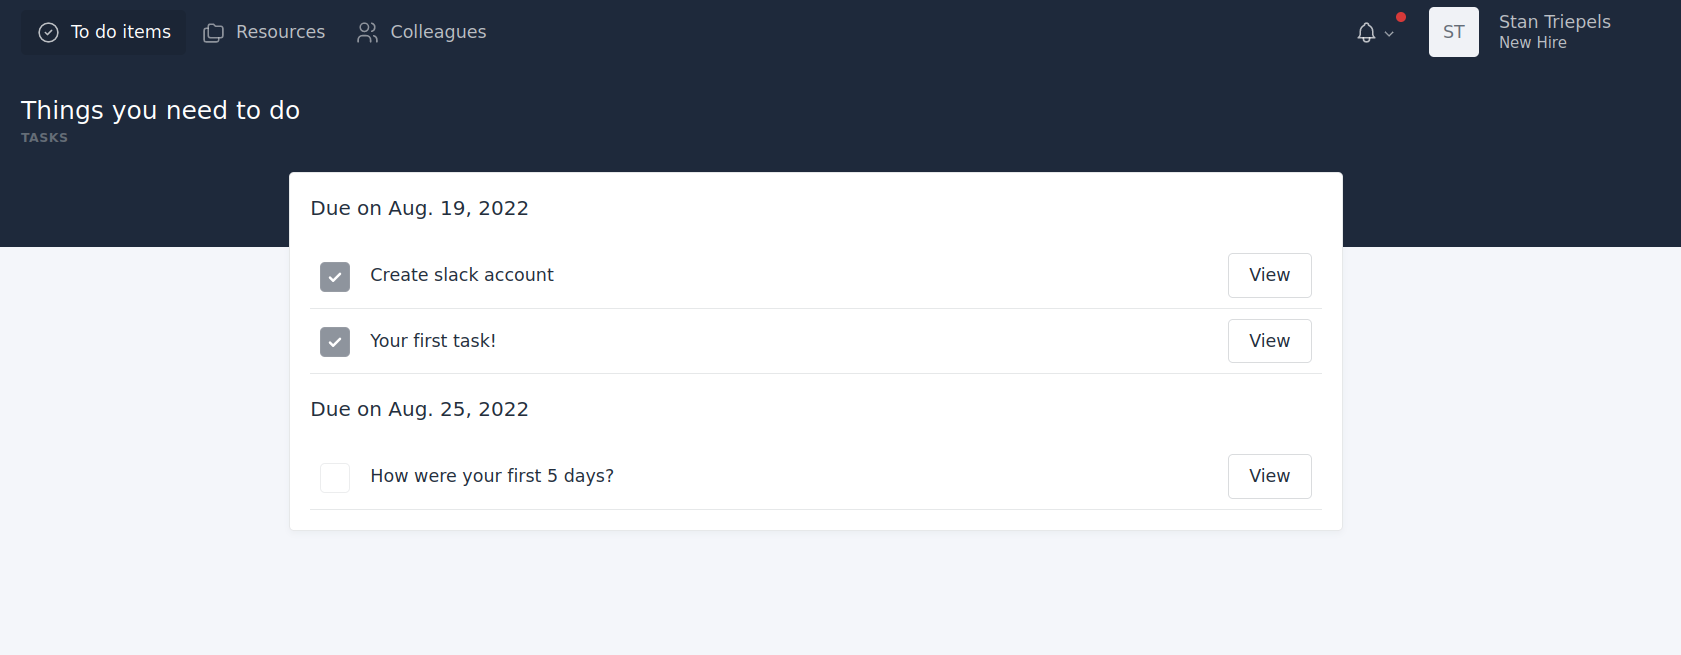 To do items
Resources
Colleagues
ST
Stan Triepels
New Hire
Things you need to do
TASKS
Due on Aug. 19, 2022
Create slack account
View
Your first task!
View
Due on Aug. 25, 2022
How were your first 5 days?
View